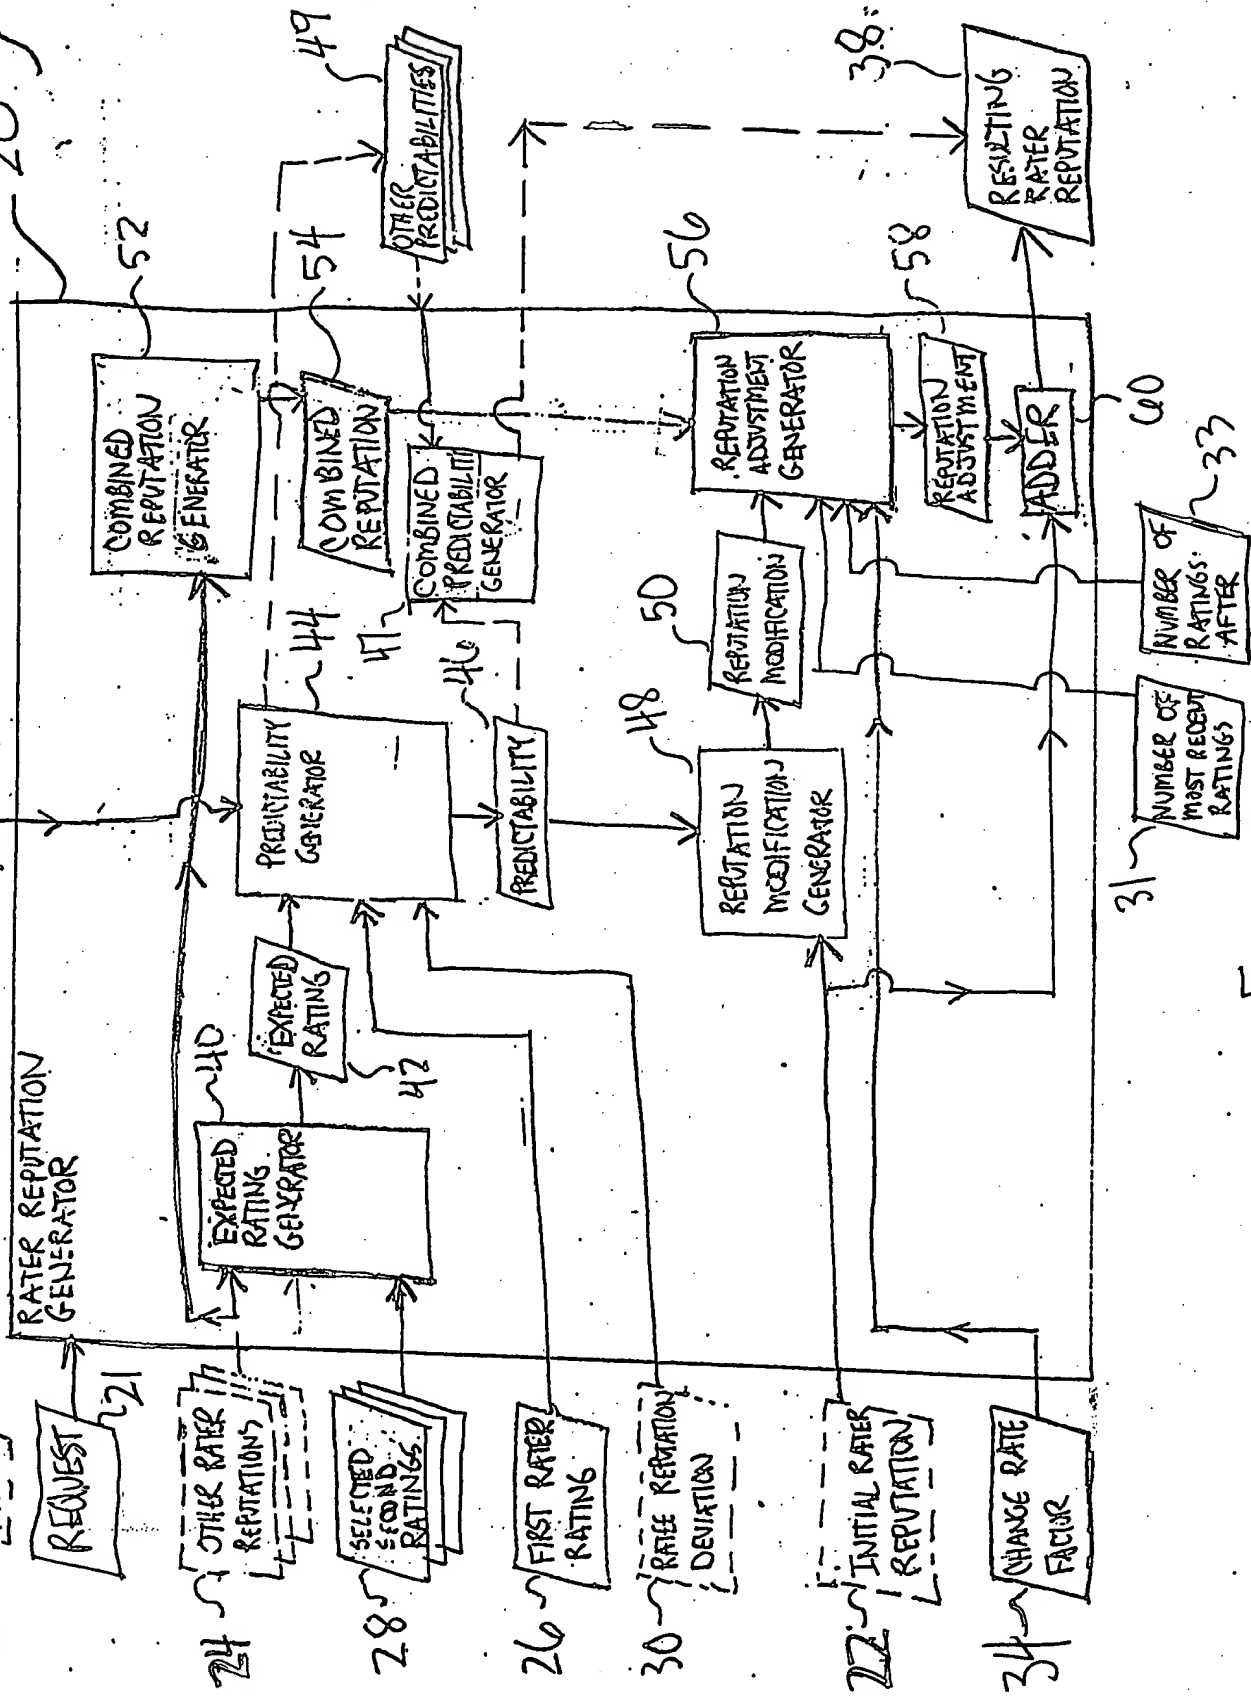 20
RATER REPUTATION
GENERATOR
REQUEST
21
24
OTHER RATER
REPUTATIONS
28
SELECTED
SECOND
RATINGS
26
FIRST RATER
RATING
30
RATEE REPUTATION
DEVIATION
22
INITIAL RATER
REPUTATION
34
CHANGE RATE
FACTOR
40
EXPECTED
RATING
GENERATOR
EXPECTED
RATING
42
44
PREDICTABILITY
GENERATOR
46
PREDICTABILITY
48
REPUTATION
MODIFICATION
GENERATOR
50
REPUTATION
MODIFICATION
31
NUMBER OF
MOST RECENT
RATINGS
NUMBER OF
RATINGS
AFTER
33
52
COMBINED
REPUTATION
GENERATOR
54
COMBINED
REPUTATION
47
COMBINED
PREDICTABILITY
GENERATOR
49
OTHER
PREDICTABILITIES
56
REPUTATION
ADJUSTMENT
GENERATOR
58
REPUTATION
ADJUSTMENT
ADDER
60
38
RESULTING
RATER
REPUTATION